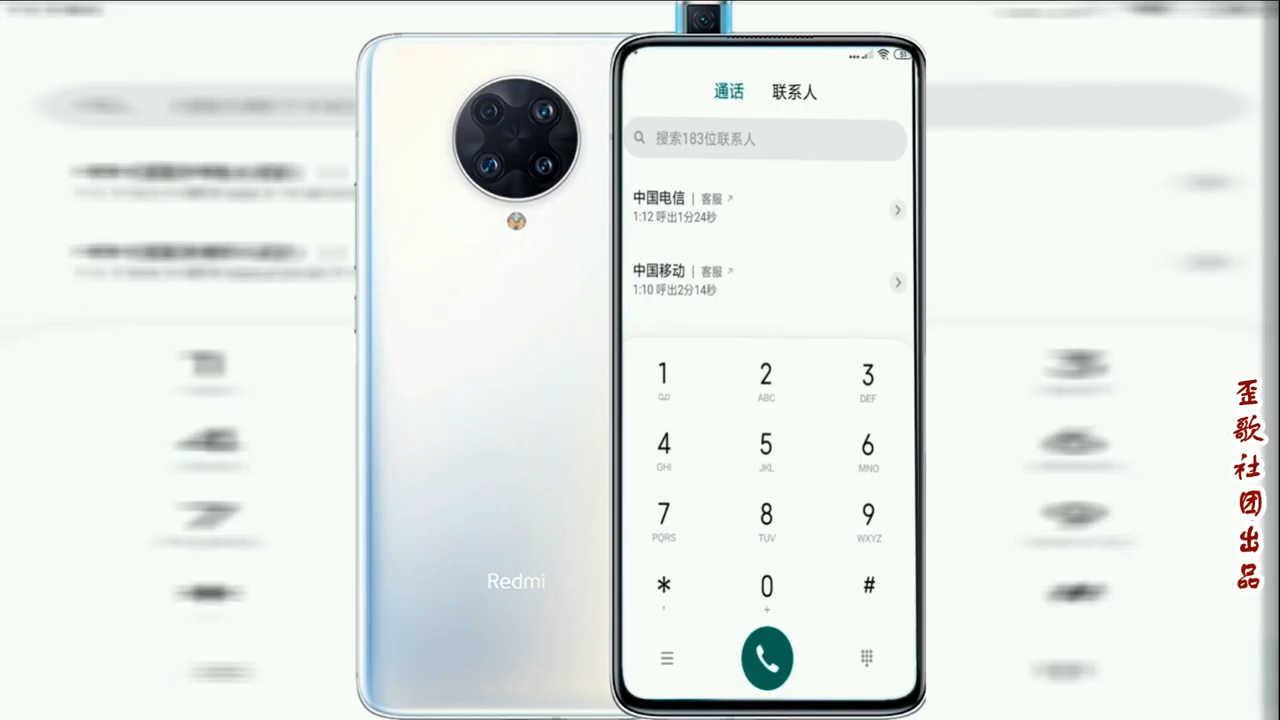 51
通话 联系人
搜索183位联系人
中国电信 | 客服
1:12 呼出1分24秒
中国移动 | 客服
1:10 呼出2分14秒
1 2 3
ABC DEF
4 5 6
GHI JKL MNO
7 8 9
PQRS TUV WXYZ
* 0 #
, +
Redmi
歪歌社团出品